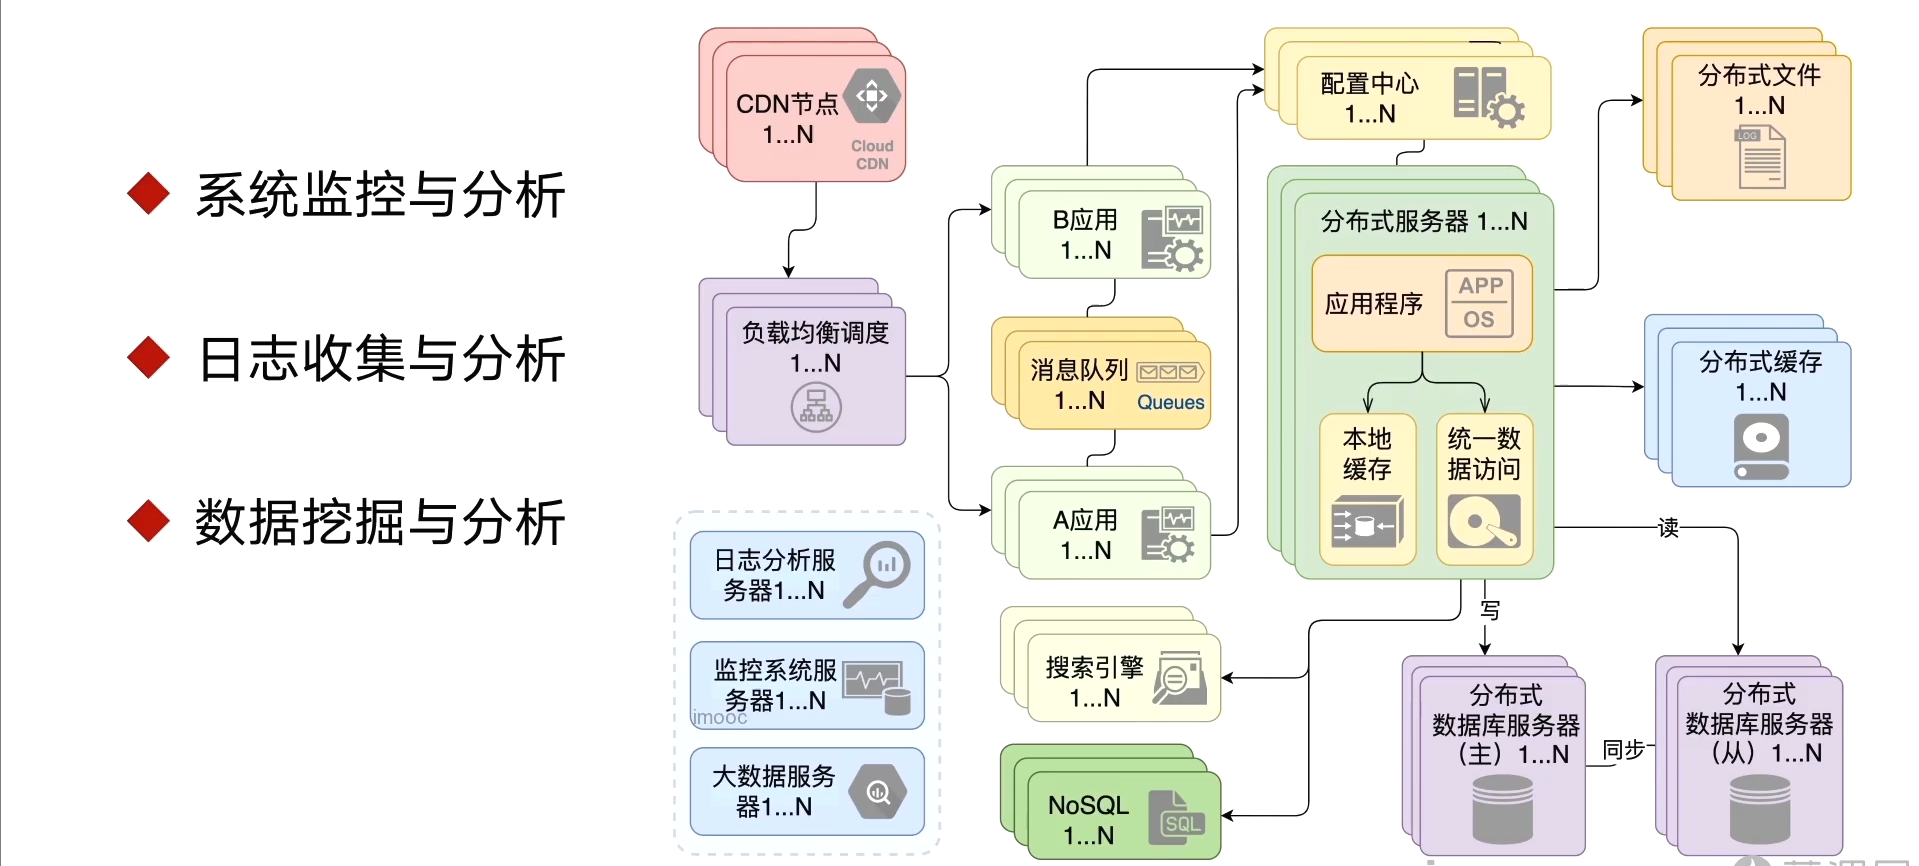 系统监控与分析
日志收集与分析
数据挖掘与分析
CDN节点
1...N
Cloud
CDN
负载均衡调度
1...N
B应用
1...N
消息队列
1...N
Queues
A应用
1...N
日志分析服
务器1...N
监控系统服
务器1...N
imooc
大数据服务
器1...N
搜索引擎
1...N
NoSQL
1...N
SQL
配置中心
1...N
分布式服务器 1...N
应用程序
APP
OS
本地
缓存
统一数
据访问
分布式文件
1...N
LOG
分布式缓存
1...N
读
写
分布式
数据库服务器
（主）1...N
同步
分布式
数据库服务器
（从）1...N